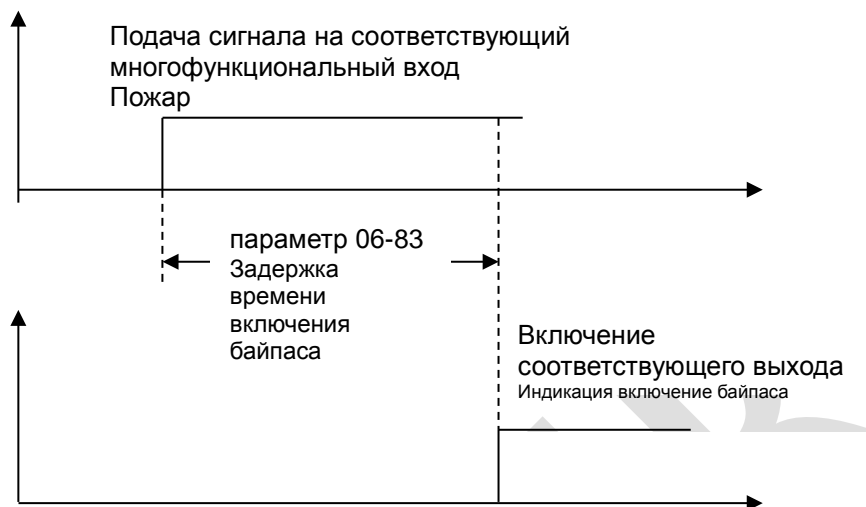 Подача сигнала на соответствующий
многофункциональный вход
Пожар
параметр 06-83
Задержка
времени
включения
байпаса
Включение
соответствующего выхода
Индикация включение байпаса